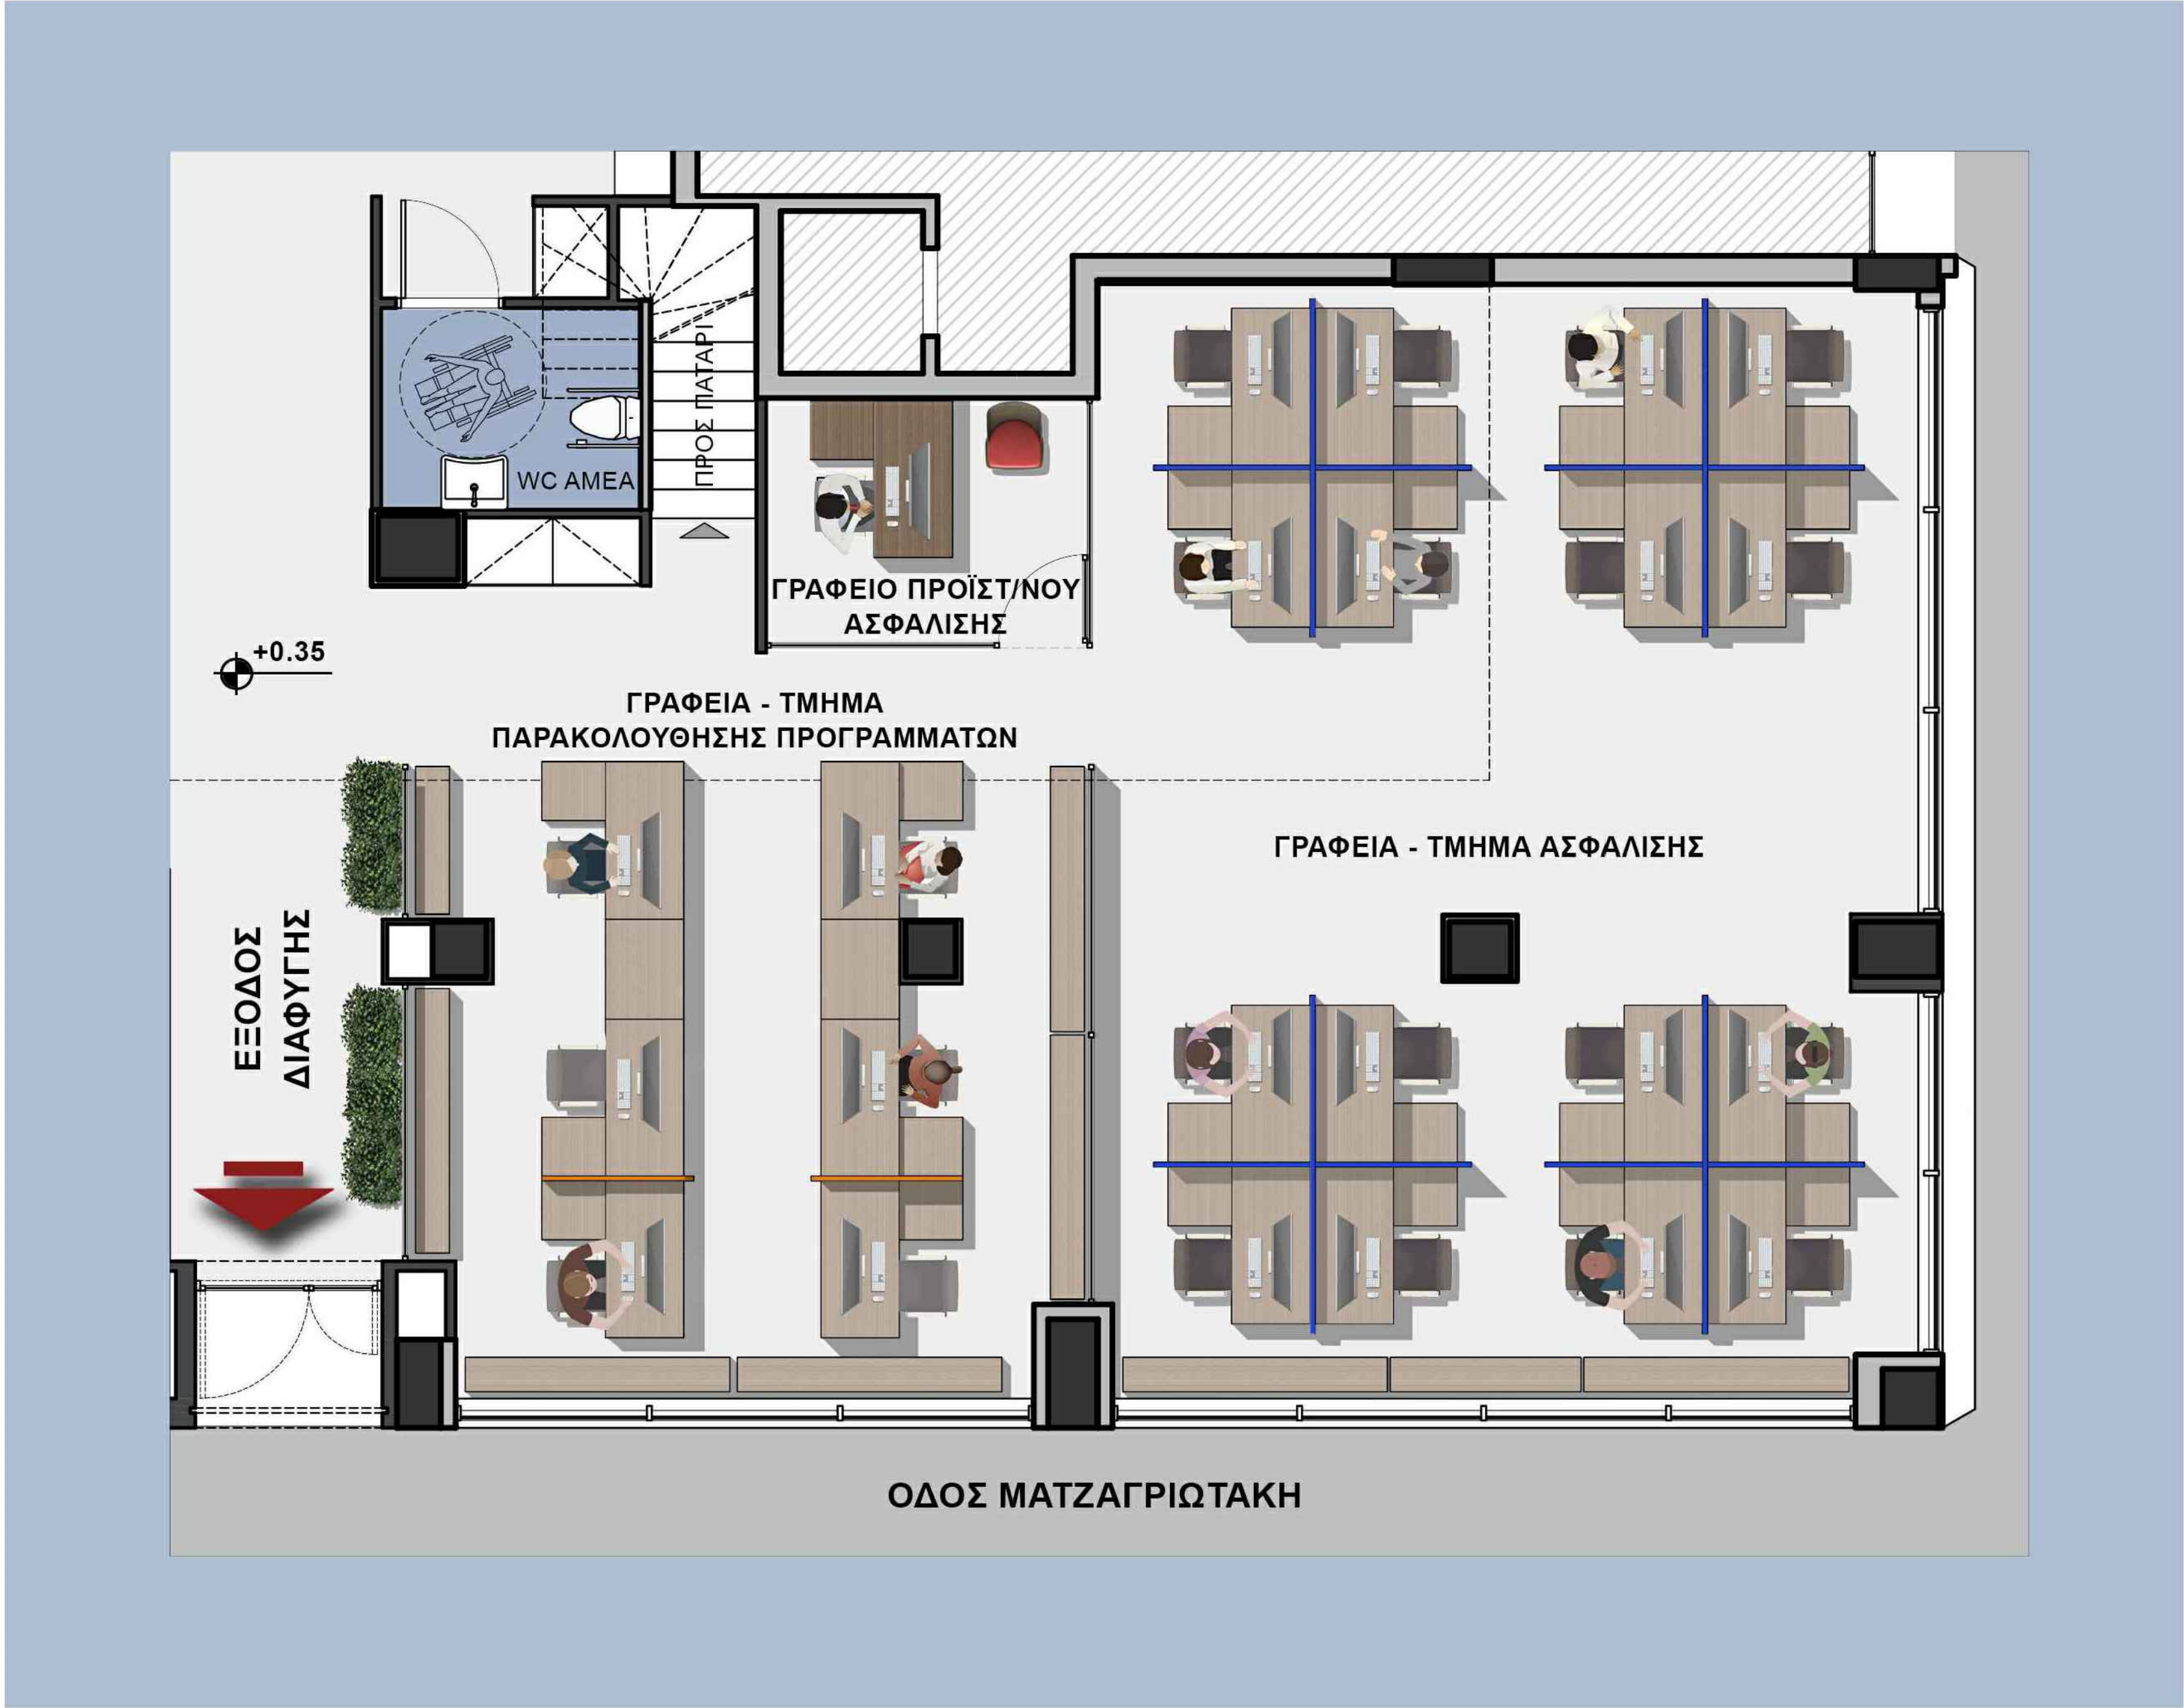 ΠΡΟΣ ΠΑΤΑΡΙ
WC ΑΜΕΑ
ΓΡΑΦΕΙΟ ΠΡΟΪΣΤ/ΝΟΥ
ΑΣΦΑΛΙΣΗΣ
+0.35
ΓΡΑΦΕΙΑ - ΤΜΗΜΑ
ΠΑΡΑΚΟΛΟΥΘΗΣΗΣ ΠΡΟΓΡΑΜΜΑΤΩΝ
ΓΡΑΦΕΙΑ - ΤΜΗΜΑ ΑΣΦΑΛΙΣΗΣ
ΕΞΟΔΟΣ
ΔΙΑΦΥΓΗΣ
ΟΔΟΣ ΜΑΤΖΑΓΡΙΩΤΑΚΗ